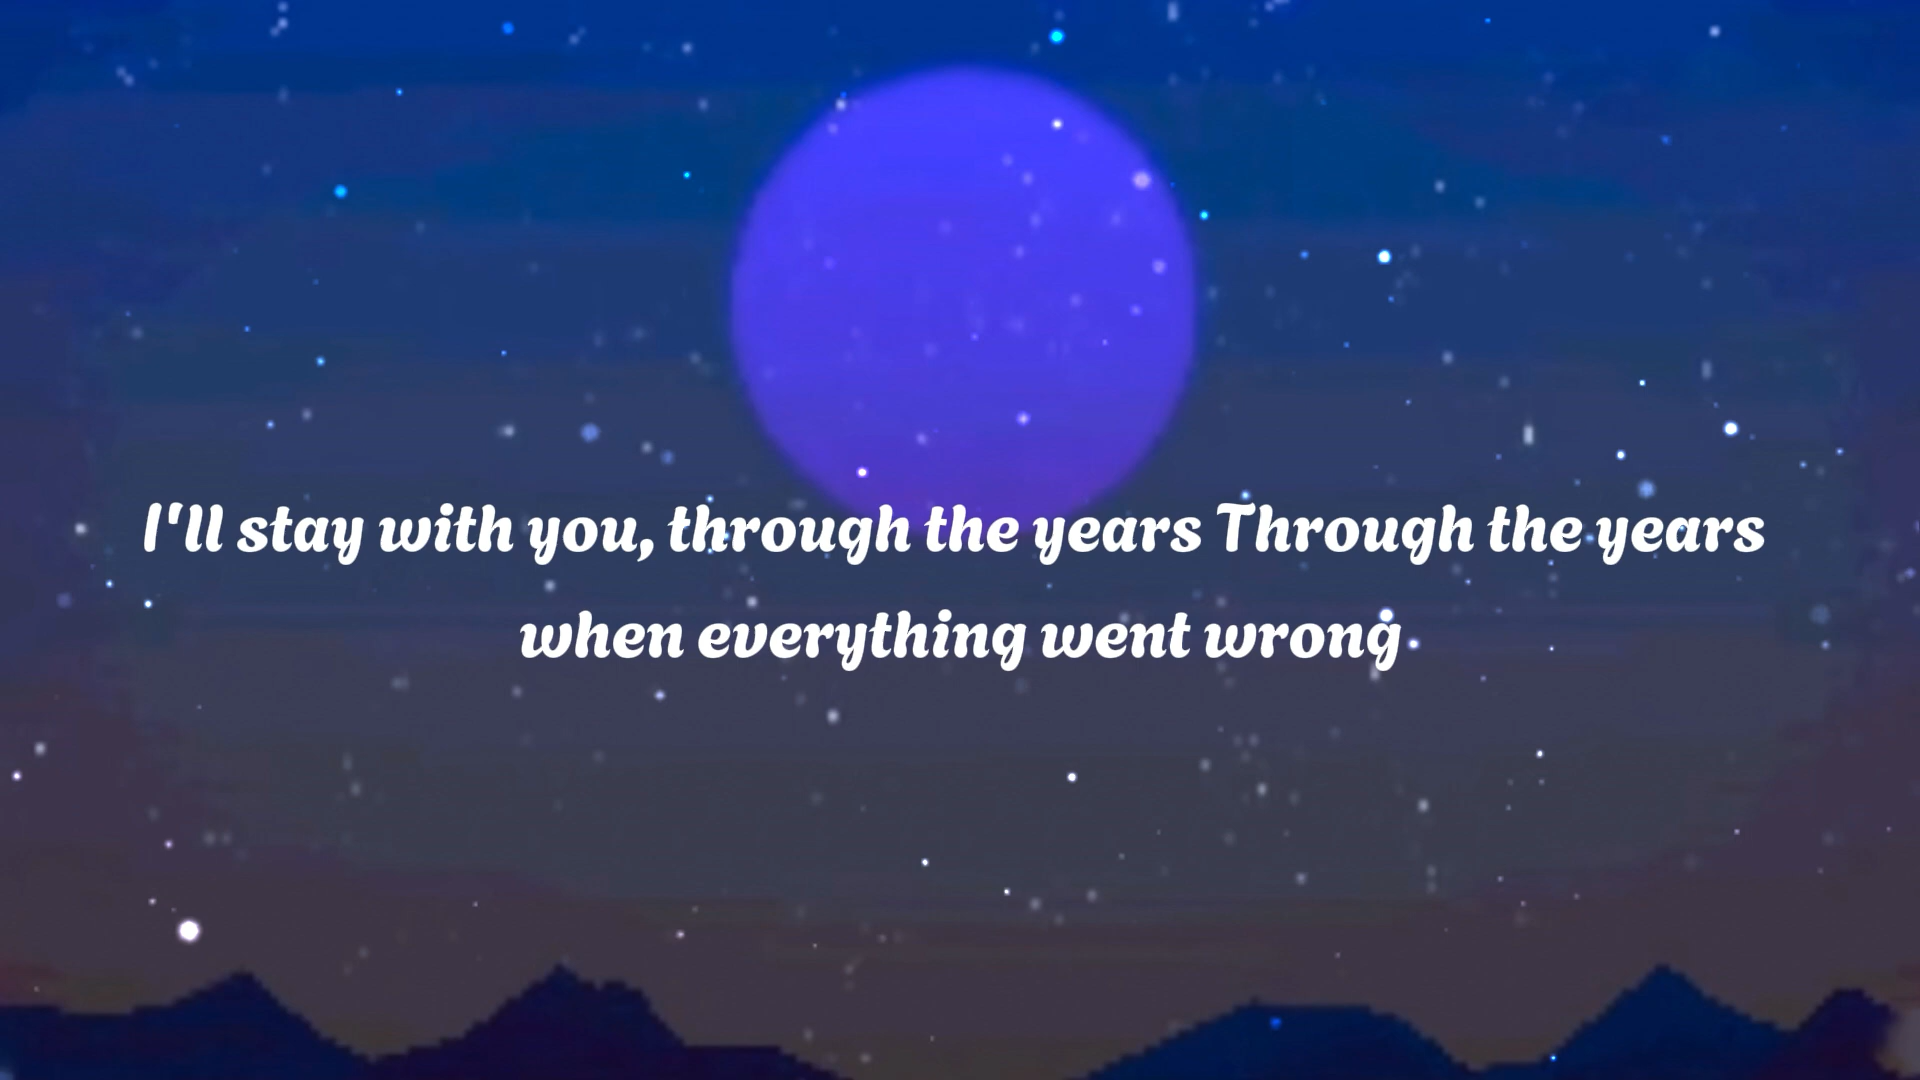 I'll stay with you, through the years Through the years
when everything went wrong